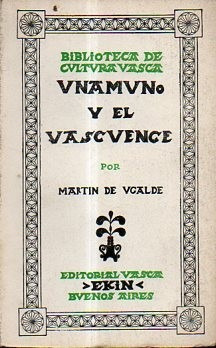 BIBLIOTECA DE
CVLTVRA VASCA
VNAMVNO
Y EL
VASCVENCE
POR
MARTIN DE VGALDE
EDITORIAL VASCA
>EKIN<
BUENOS AIRES